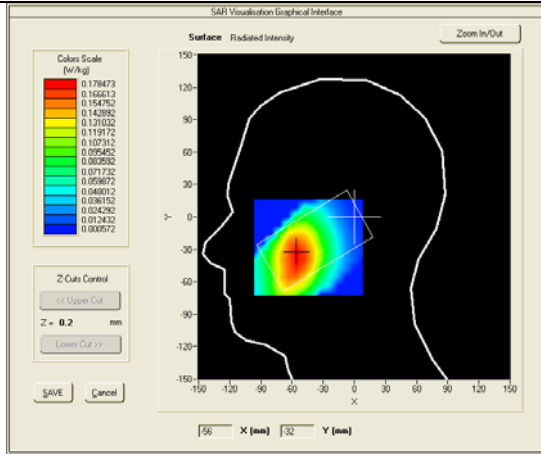 SAR Visualisation Graphical Interface
Surface Radiated Intensity
Zoom In/Out
Colors Scale
(W/kg)
0.178473
0.166613
0.154752
0.142892
0.131032
0.119172
0.107312
0.095452
0.083592
0.071732
0.059872
0.048012
0.036152
0.024292
0.012432
0.000572
150
120
90
60
30
0
-30
-60
-90
-120
-150
Y
-150 -120 -90 -60 -30 0 30 60 90 120 150
X
Z-Cuts Control
<< Upper Cut
Z = 0.2 mm
Lower Cut >>
SAVE Cancel
-56 X (mm) -32 Y (mm)